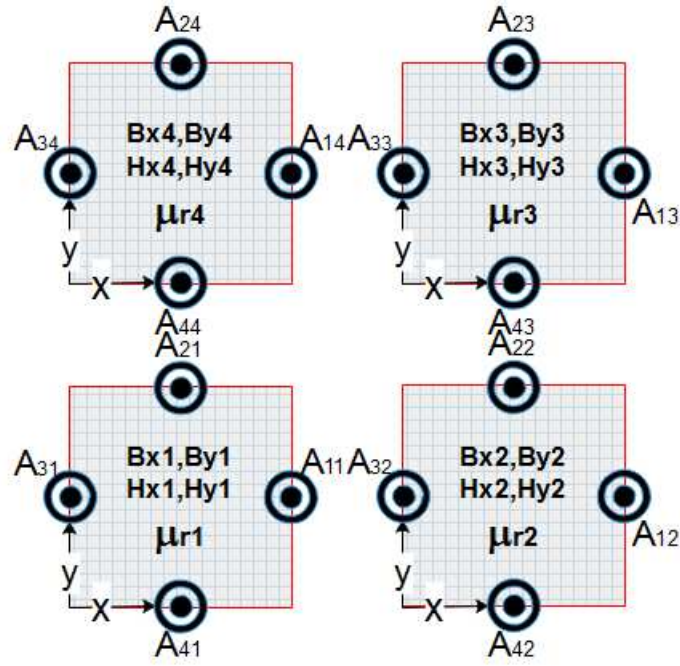 A24
A23
A34
Bx4,By4
Hx4,Hy4
μr4
A14
A33
Bx3,By3
Hx3,Hy3
μr3
A13
y
x
y
x
A44
A43
A21
A22
A31
Bx1,By1
Hx1,Hy1
μr1
A11
A32
Bx2,By2
Hx2,Hy2
μr2
A12
y
x
y
x
A41
A42